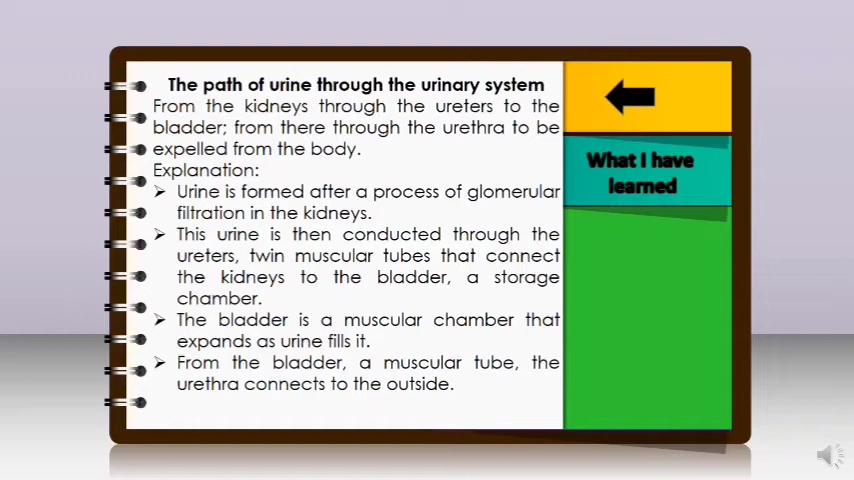 The path of urine through the urinary system
From the kidneys through the ureters to the
bladder; from there through the urethra to be
expelled from the body.
Explanation:
➢ Urine is formed after a process of glomerular
filtration in the kidneys.
➢ This urine is then conducted through the
ureters, twin muscular tubes that connect
the kidneys to the bladder, a storage
chamber.
➢ The bladder is a muscular chamber that
expands as urine fills it.
➢ From the bladder, a muscular tube, the
urethra connects to the outside.
What I have
learned